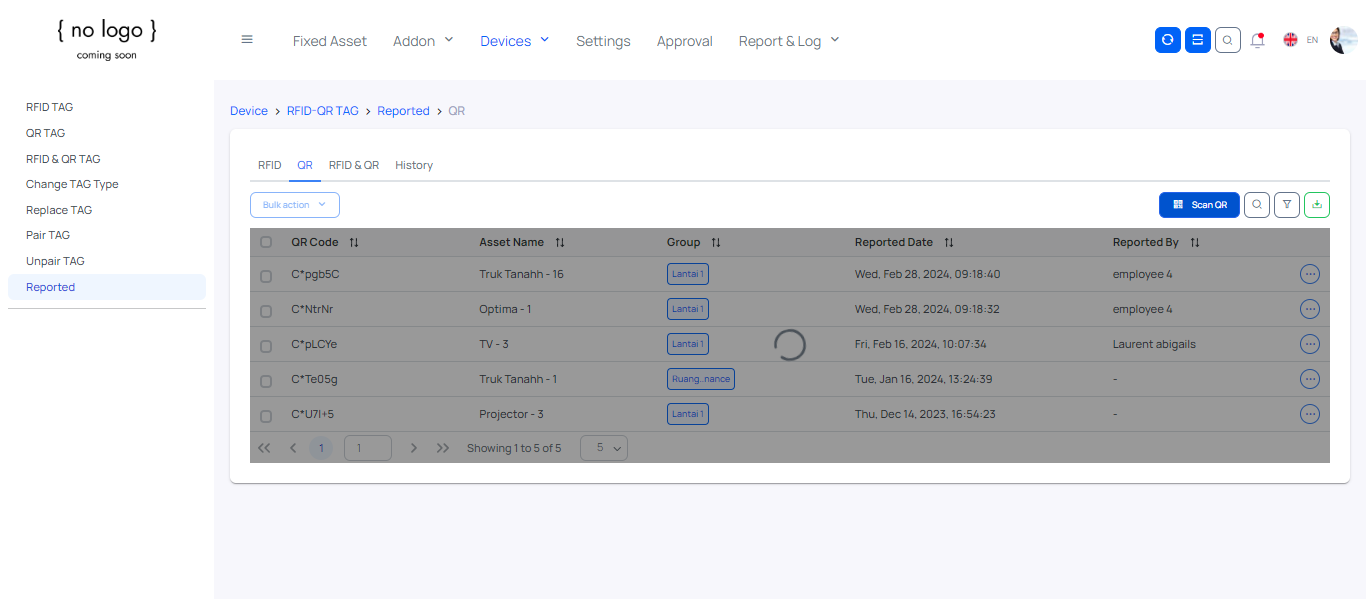 { no logo }
coming soon
Fixed Asset Addon Devices Settings Approval Report & Log EN
RFID TAG
QR TAG
RFID & QR TAG
Change TAG Type
Replace TAG
Pair TAG
Unpair TAG
Reported
Device > RFID-QR TAG > Reported > QR
RFID QR RFID & QR History
Bulk action Scan QR
QR Code Asset Name Group Reported Date Reported By
C*pgb5C Truk Tanahh - 16 Lantai 1 Wed, Feb 28, 2024, 09:18:40 employee 4
C*NtrNr Optima - 1 Lantai 1 Wed, Feb 28, 2024, 09:18:32 employee 4
C*pLCYe TV - 3 Lantai 1 Fri, Feb 16, 2024, 10:07:34 Laurent abigails
C*Te05g Truk Tanahh - 1 Ruang...nance Tue, Jan 16, 2024, 13:24:39 -
C*U7I+5 Projector - 3 Lantai 1 Thu, Dec 14, 2023, 16:54:23 -
1 1 Showing 1 to 5 of 5 5